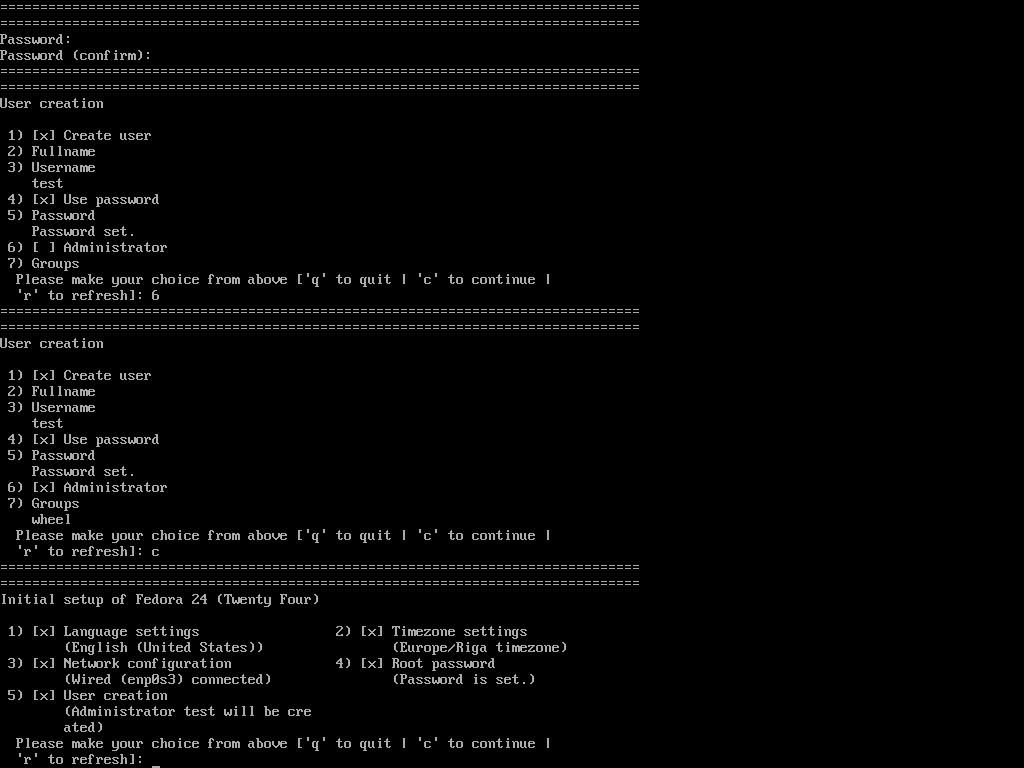 ================================================================================
================================================================================
Password:
Password (confirm):
================================================================================
================================================================================
User creation

 1) [x] Create user
 2) Fullname
 3) Username
    test
 4) [x] Use password
 5) Password
    Password set.
 6) [ ] Administrator
 7) Groups
  Please make your choice from above ['q' to quit | 'c' to continue |
  'r' to refresh]: 6
================================================================================
================================================================================
User creation

 1) [x] Create user
 2) Fullname
 3) Username
    test
 4) [x] Use password
 5) Password
    Password set.
 6) [x] Administrator
 7) Groups
    wheel
  Please make your choice from above ['q' to quit | 'c' to continue |
  'r' to refresh]: c
================================================================================
================================================================================
Initial setup of Fedora 24 (Twenty Four)

 1) [x] Language settings                 2) [x] Timezone settings
        (English (United States))                (Europe/Riga timezone)
 3) [x] Network configuration             4) [x] Root password
        (Wired (enp0s3) connected)               (Password is set.)
 5) [x] User creation
        (Administrator test will be cre
        ated)
  Please make your choice from above ['q' to quit | 'c' to continue |
  'r' to refresh]: _